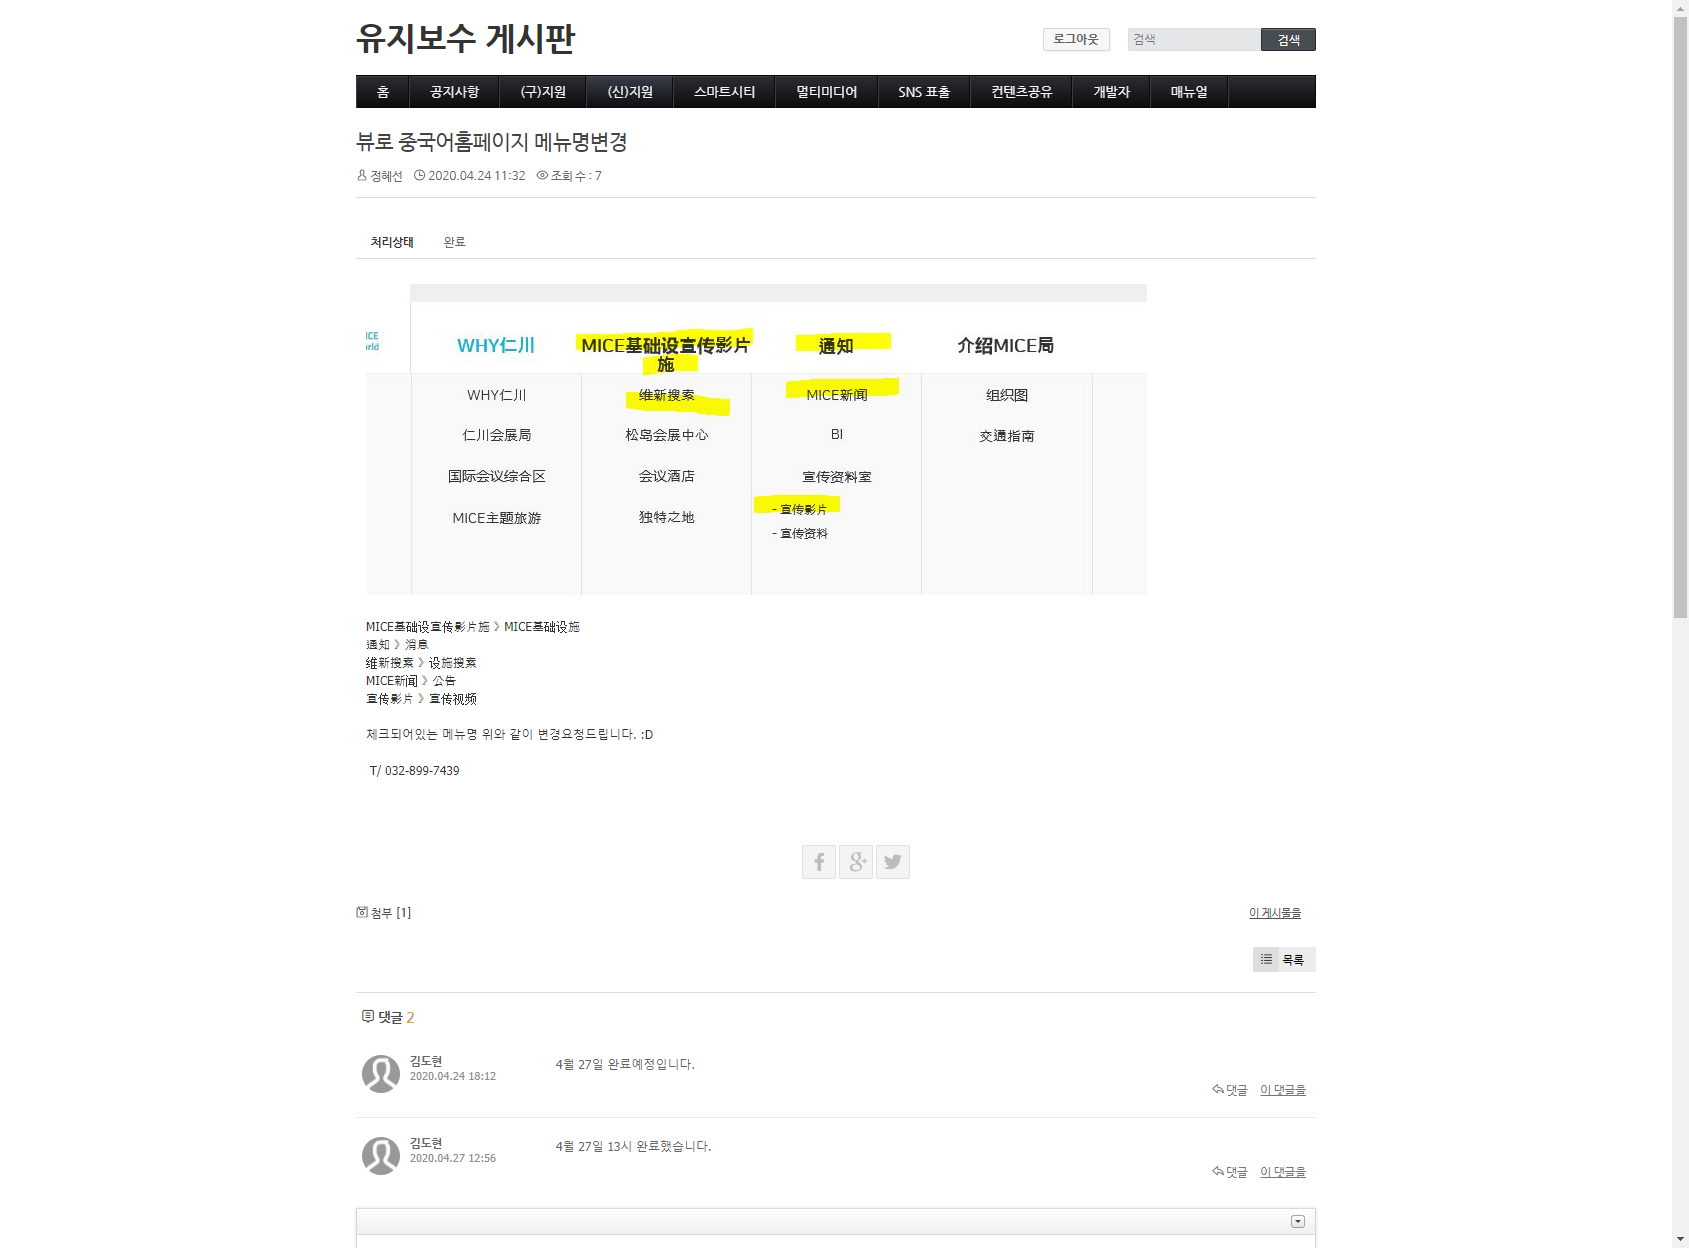 유지보수 게시판
로그아웃
검색
검색
홈 공지사항 (구)지원 (신)지원 스마트시티 멀티미디어 SNS 표출 컨텐츠공유 개발자 매뉴얼
뷰로 중국어홈페이지 메뉴명변경
정혜선 2020.04.24 11:32 조회 수 : 7
처리상태 완료
WHY仁川 MICE基础设宣传影片施 通知 介绍MICE局
WHY仁川 维新搜索 MICE新闻 组织图
仁川会展局 松岛会展中心 BI 交通指南
国际会议综合区 会议酒店 宣传资料室
MICE主题旅游 独特之地 - 宣传影片
- 宣传资料
MICE基础设宣传影片施 》MICE基础设施
通知 》消息
维新搜索 》设施搜索
MICE新闻 》公告
宣传影片 》宣传视频
체크되어있는 메뉴명 위와 같이 변경요청드립니다. :D
T/ 032-899-7439
첨부 [1]
이 게시물을
목록
댓글 2
김도현
2020.04.24 18:12
4월 27일 완료예정입니다.
댓글 이 댓글을
김도현
2020.04.27 12:56
4월 27일 13시 완료했습니다.
댓글 이 댓글을